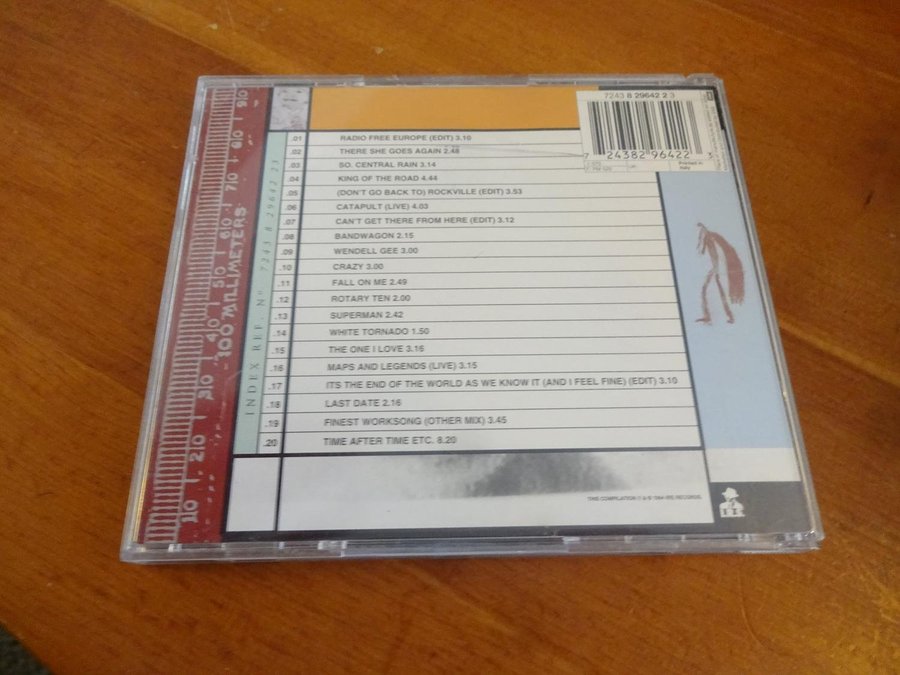 7243 8 29642 2 3
7 24382 96422 3
Printed in
Italy
.01 RADIO FREE EUROPE (EDIT) 3.10
.02 THERE SHE GOES AGAIN 2.48
.03 SO. CENTRAL RAIN 3.14
.04 KING OF THE ROAD 4.44
.05 (DON'T GO BACK TO) ROCKVILLE (EDIT) 3.53
.06 CATAPULT (LIVE) 4.03
.07 CAN'T GET THERE FROM HERE (EDIT) 3.12
.08 BANDWAGON 2.15
.09 WENDELL GEE 3.00
.10 CRAZY 3.00
.11 FALL ON ME 2.49
.12 ROTARY TEN 2.00
.13 SUPERMAN 2.42
.14 WHITE TORNADO 1.50
.15 THE ONE I LOVE 3.16
.16 MAPS AND LEGENDS (LIVE) 3.15
.17 ITS THE END OF THE WORLD AS WE KNOW IT (AND I FEEL FINE) (EDIT) 3.10
.18 LAST DATE 2.16
.19 FINEST WORKSONG (OTHER MIX) 3.45
.20 TIME AFTER TIME ETC. 8.20
INDEX REF. Nº 7243 8 29642 23
100 MILLIMETERS
10 20 30 40 50 60 70 80 90